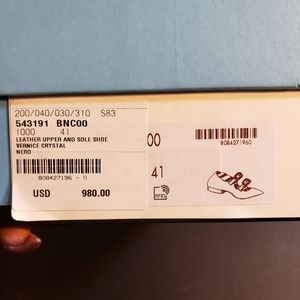 200/040/030/310 S83
543191 BNC00
1000 41
LEATHER UPPER AND SOLE SHOE
VERNICE CRYSTAL
NERO
808427196 - 0
USD 980.00
00
8084271960
41
RFID